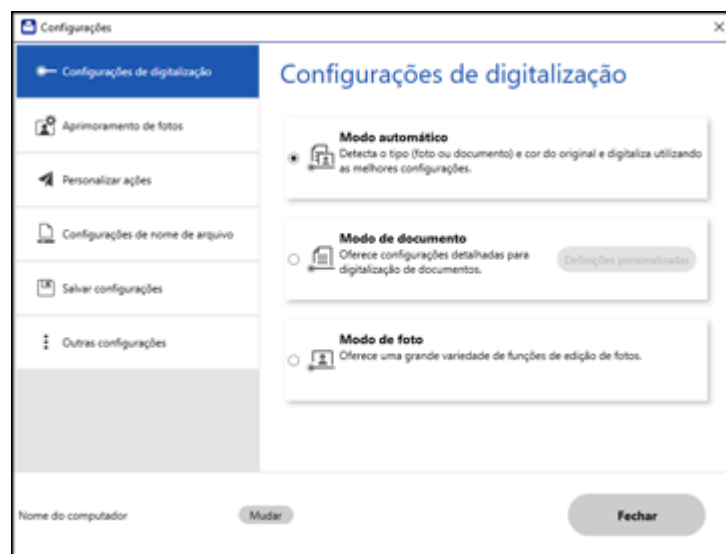 Configurações
Configurações de digitalização
Aprimoramento de fotos
Personalizar ações
Configurações de nome de arquivo
Salvar configurações
Outras configurações
Configurações de digitalização
Modo automático
Detecta o tipo (foto ou documento) e cor do original e digitaliza utilizando
as melhores configurações.
Modo de documento
Oferece configurações detalhadas para
digitalização de documentos.
Definições personalizadas
Modo de foto
Oferece uma grande variedade de funções de edição de fotos.
Nome do computador
Mudar
Fechar